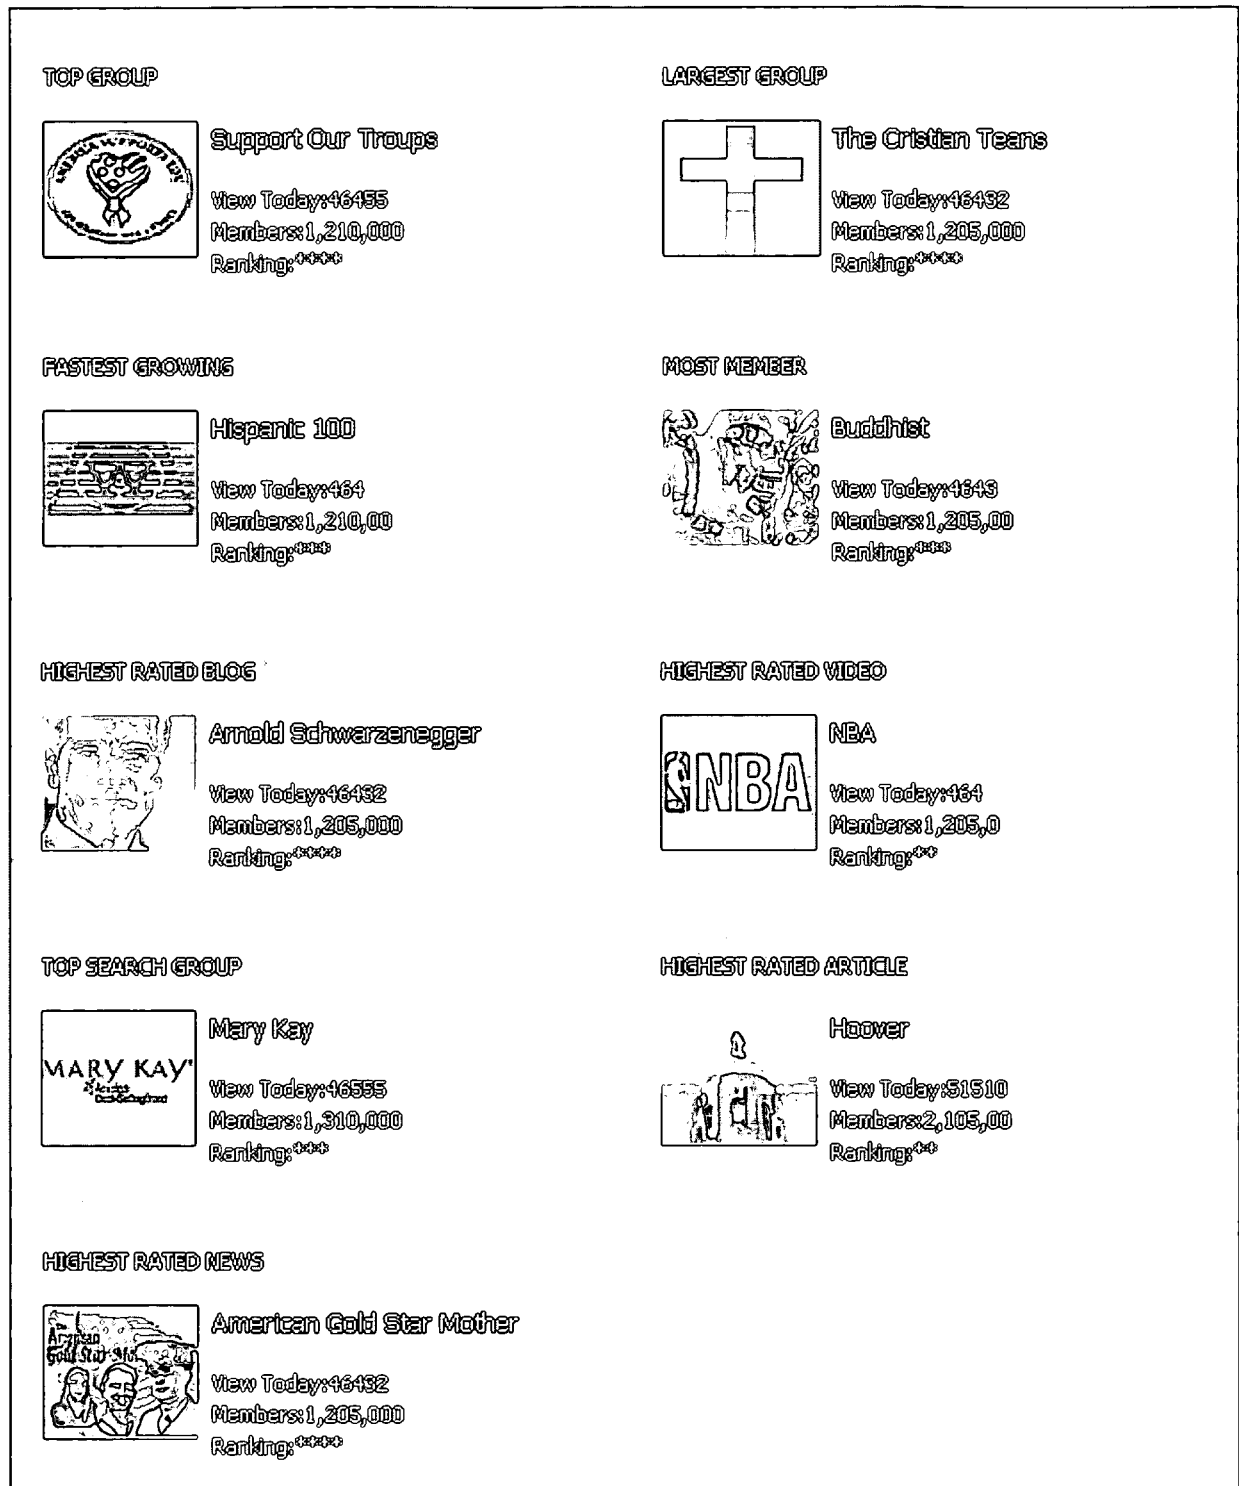 TOP GROUP
Support Our Troups
View Today:46455
Members:1,210,000
Ranking:****
LARGEST GROUP
The Cristian Teans
View Today:46432
Members:1,205,000
Ranking:****
FASTEST GROWING
Hispanic 100
View Today:464
Members:1,210,00
Ranking:***
MOST MEMBER
Buddhist
View Today:4643
Members:1,205,00
Ranking:***
HIGHEST RATED BLOG
Arnold Schwarzenegger
View Today:46432
Members:1,205,000
Ranking:****
HIGHEST RATED VIDEO
NBA
NBA
View Today:464
Members:1,205,0
Ranking:**
TOP SEARCH GROUP
MARY KAY
Mary Kay
View Today:46555
Members:1,310,000
Ranking:***
HIGHEST RATED ARTICLE
Hoover
View Today:51510
Members:2,105,00
Ranking:**
HIGHEST RATED NEWS
Gold Star
American Gold Star Mother
View Today:46432
Members:1,205,000
Ranking:****